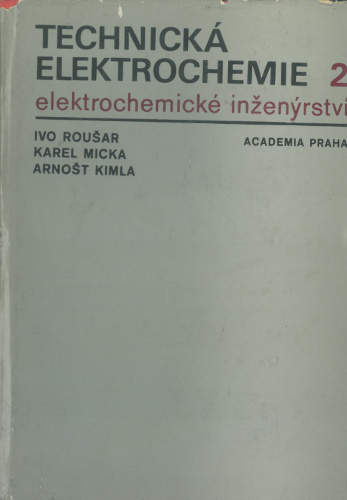 TECHNICKÁ
ELEKTROCHEMIE 2
elektrochemické inženýrství
IVO ROUŠAR
KAREL MICKA
ARNOŠT KIMLA
ACADEMIA PRAHA